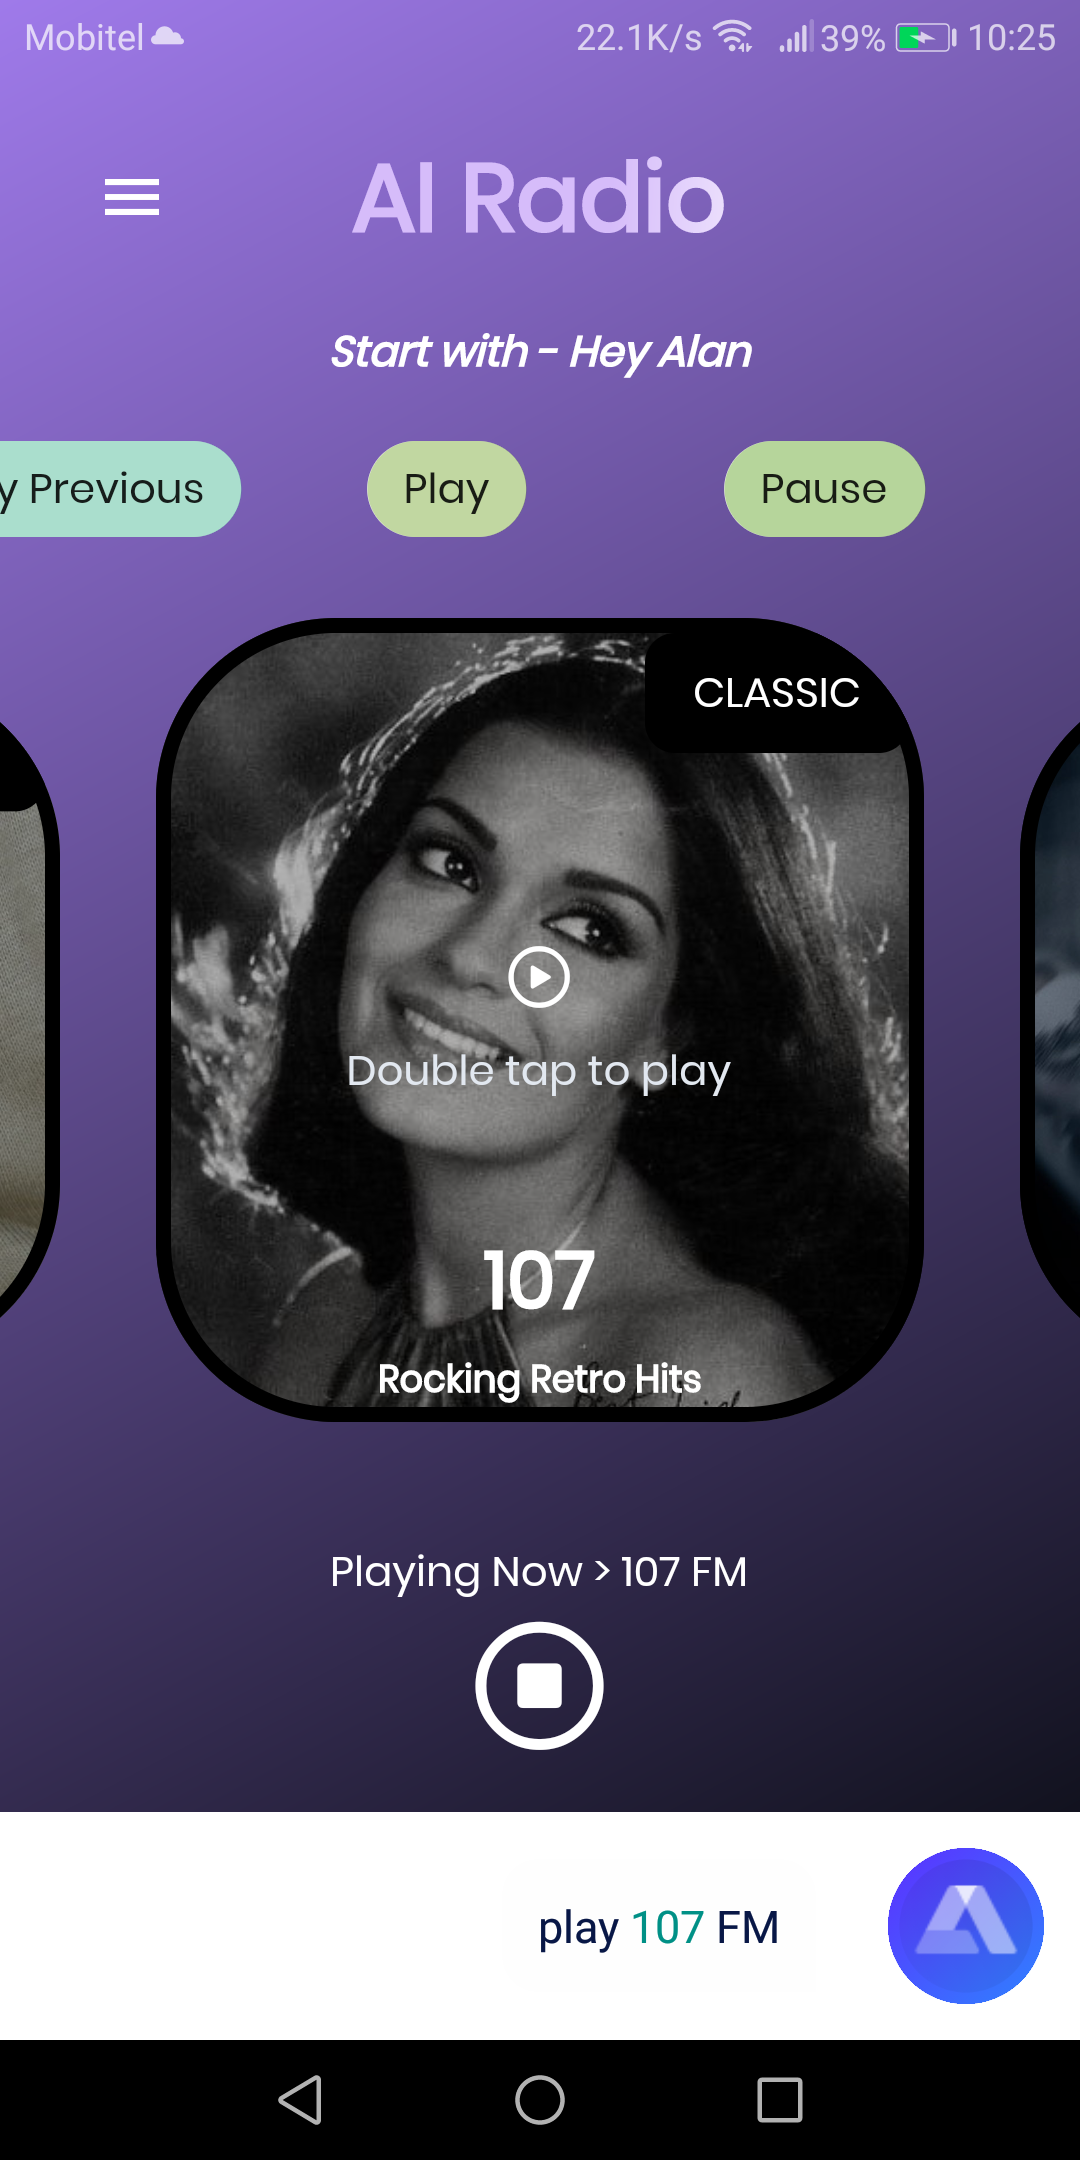 Mobitel 22.1K/s 39% 10:25
AI Radio
Start with - Hey Alan
y Previous Play Pause
CLASSIC
Double tap to play
107
Rocking Retro Hits
Playing Now > 107 FM
play 107 FM